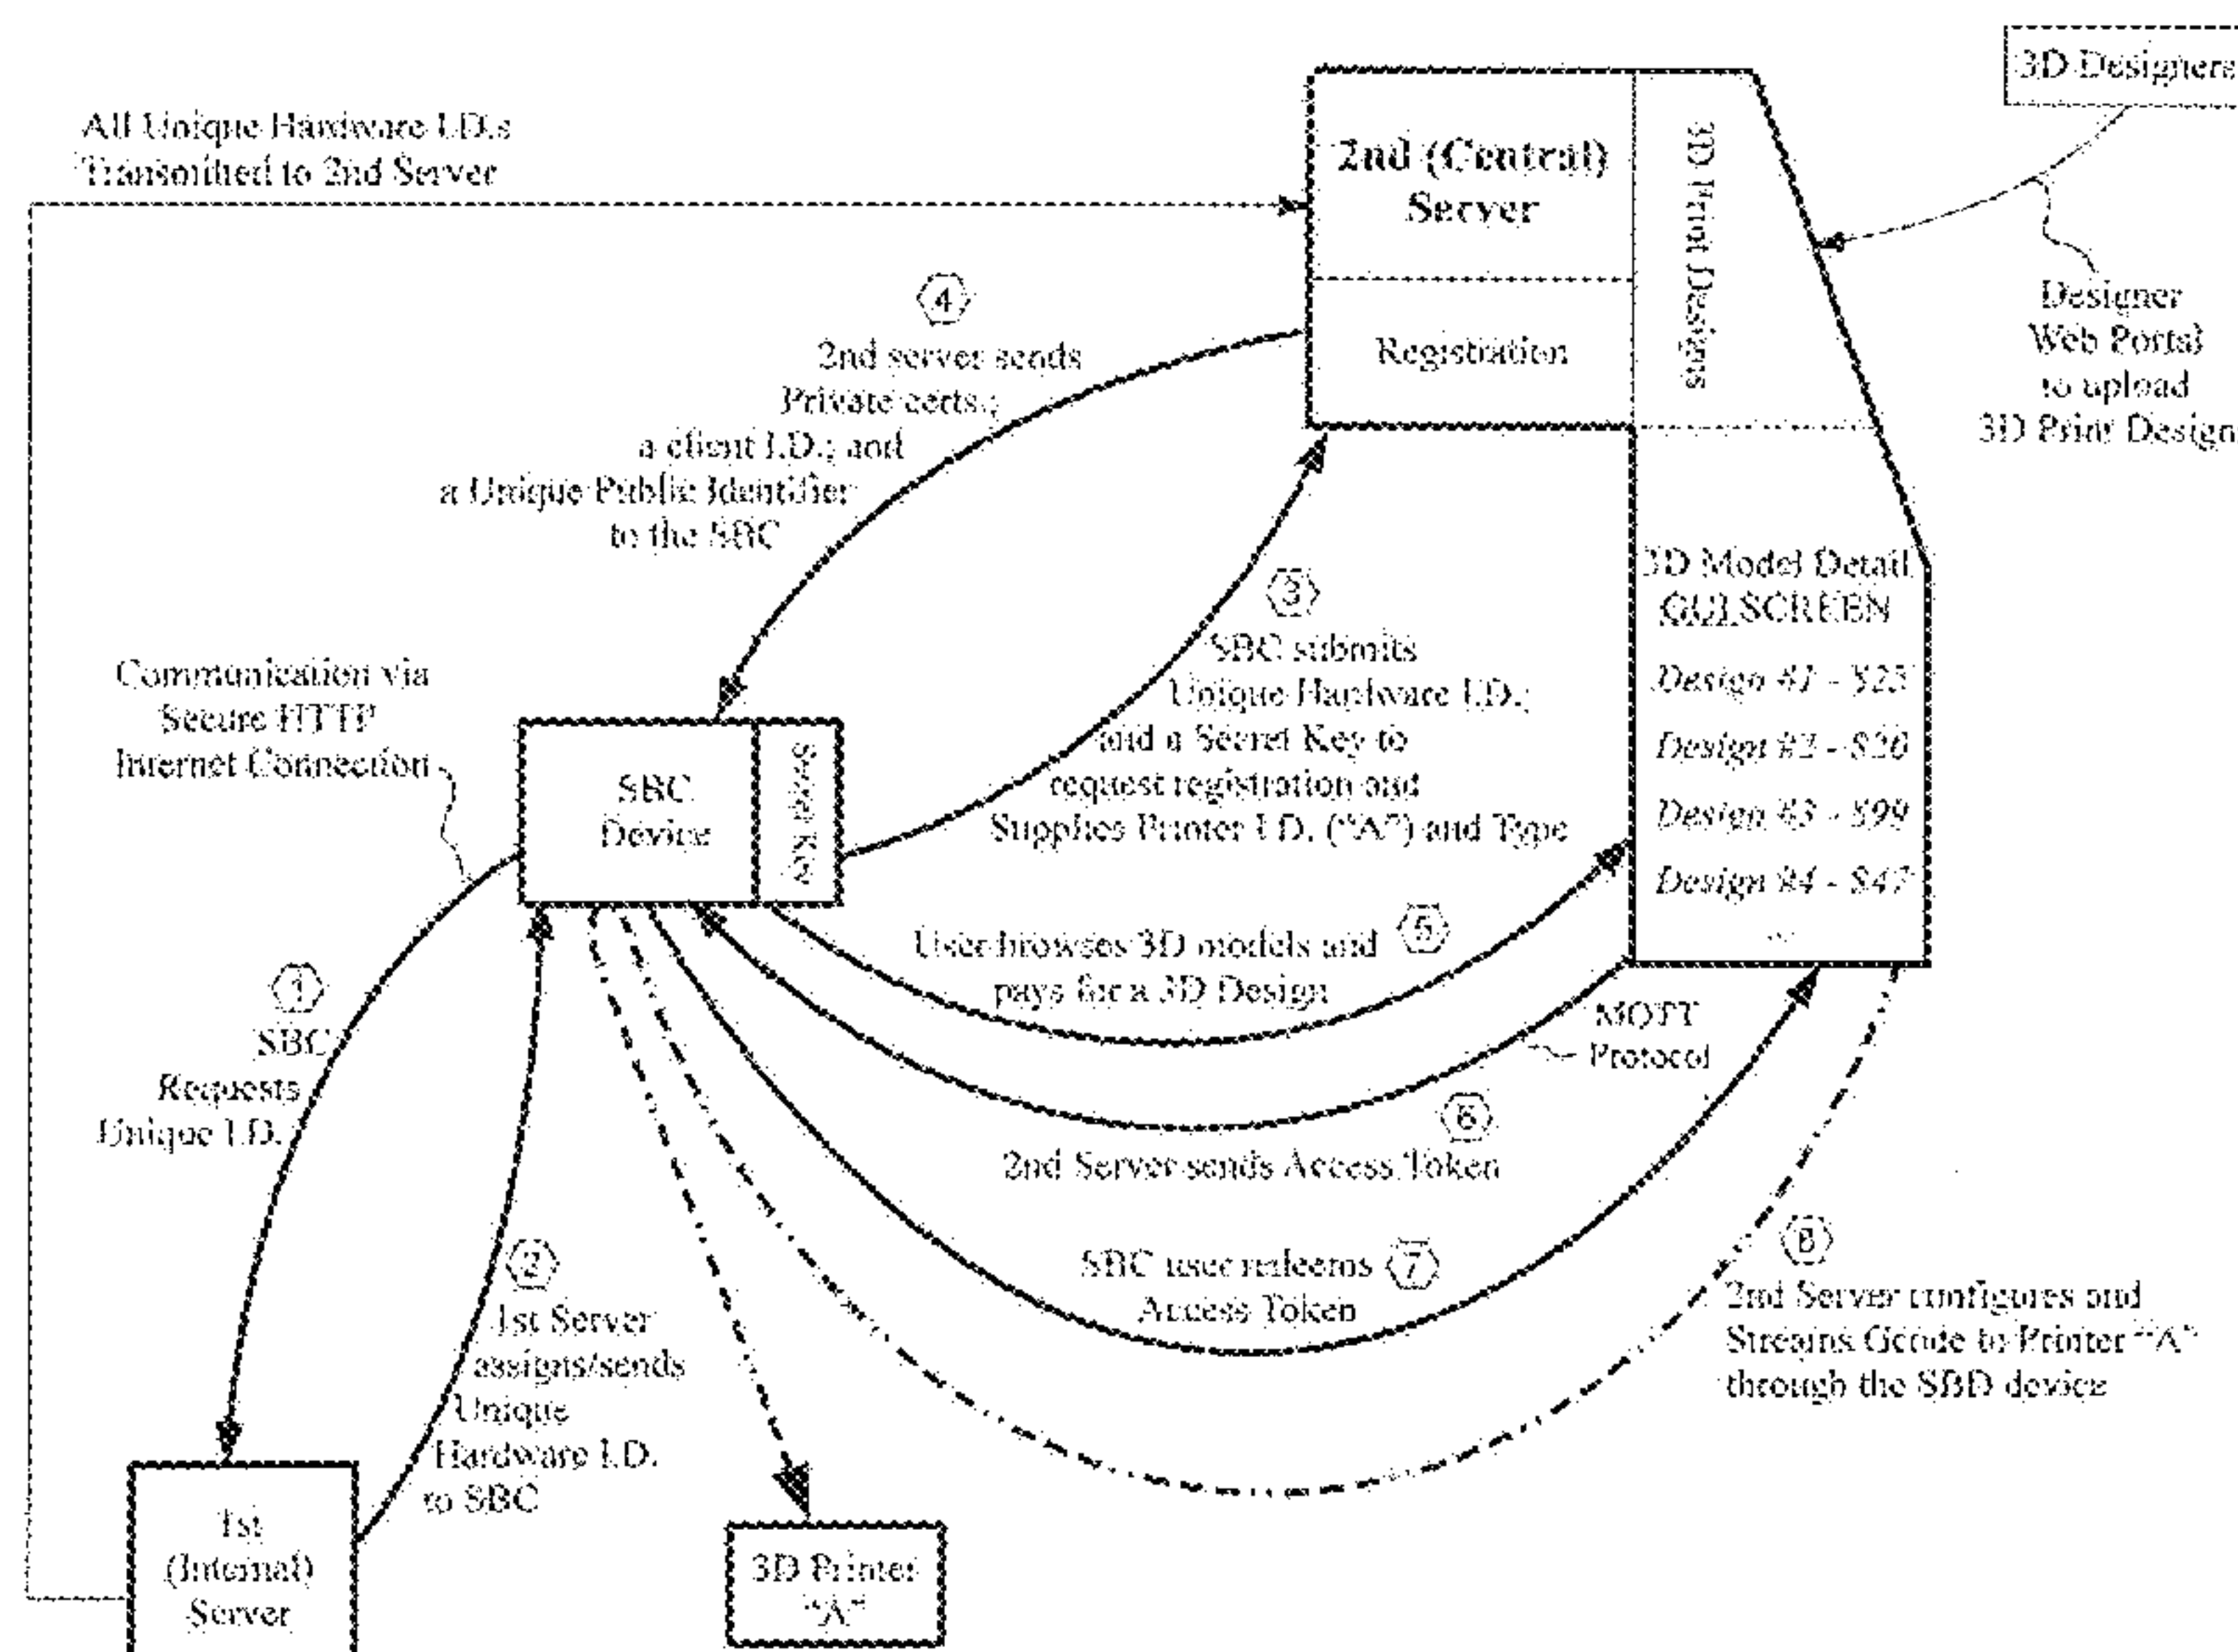 3D Designers
All Unique Hardware I.D.s
Transmitted to 2nd Server
2nd (Central)
Server
3D Print Designs
Registration
Designer
Web Portal
to upload
3D Print Design
4
2nd server sends
Private certs.;
a client I.D.; and
a Unique Public Identifier
to the SBC
3
SBC submits
Unique Hardware I.D.;
and a Secret Key to
request registration and
Supplies Printer I.D. ("A") and Type
3D Model Detail
GUI SCREEN
Design #1 - $25
Design #2 - $20
Design #3 - $99
Design #4 - $47
...
Communication via
Secure HTTP
Internet Connection
SBC
Device
Secret Key
5
User browses 3D models and
pays for a 3D Design
MQTT
Protocol
1
SBC
Requests
Unique I.D.
6
2nd Server sends Access Token
2
1st Server
assigns/sends
Unique
Hardware I.D.
to SBC
SBC user redeems 7
Access Token
8
2nd Server configures and
Streams Gcode to Printer "A"
through the SBD device
1st
(Internal)
Server
3D Printer
"A"